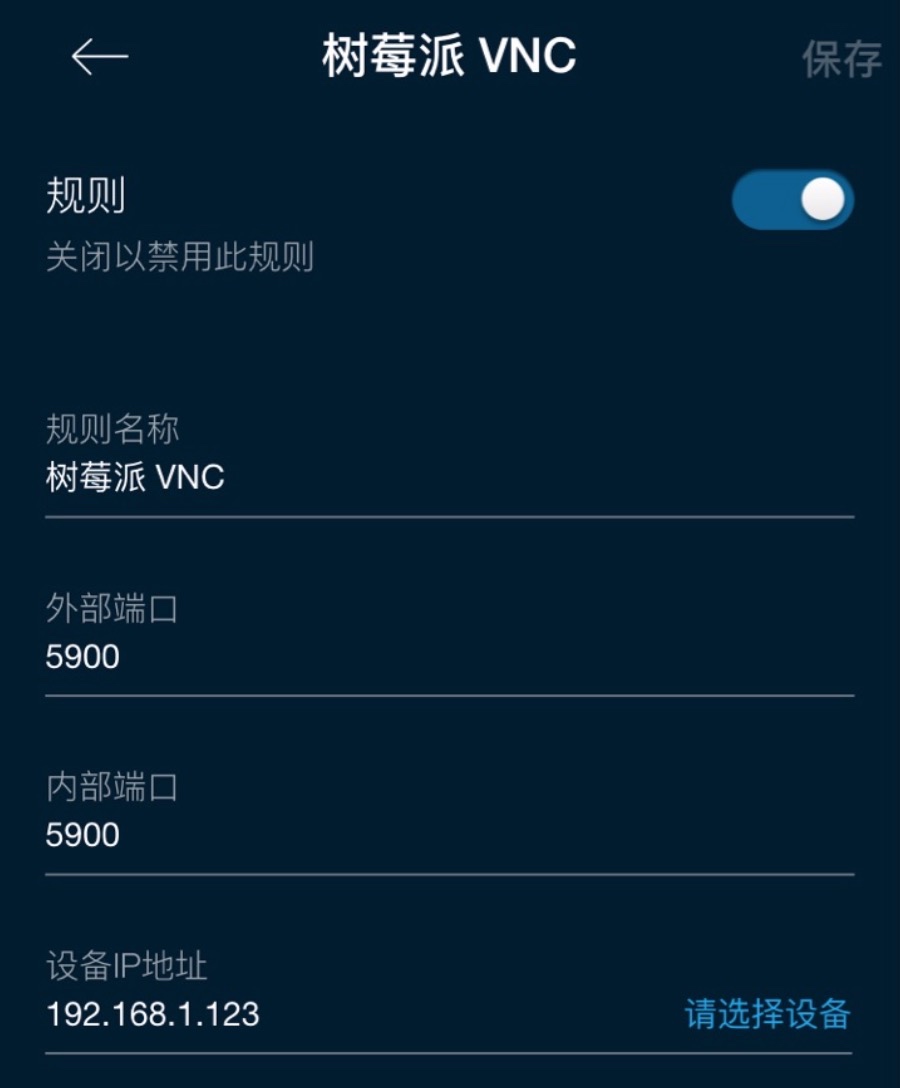 树莓派 VNC
保存
规则
关闭以禁用此规则
规则名称
树莓派 VNC
外部端口
5900
内部端口
5900
设备IP地址
192.168.1.123
请选择设备